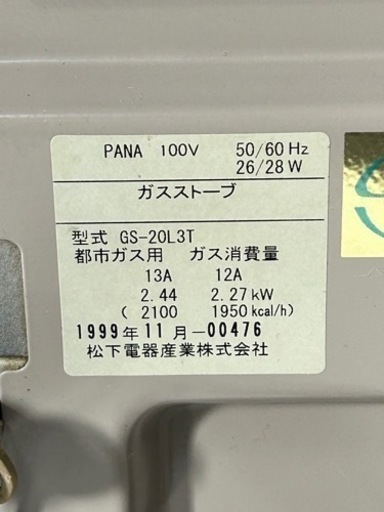 PANA 100V 50/60 Hz
26/28 W
ガスストーブ
型式 GS-20L3T
都市ガス用 ガス消費量
13A 12A
2.44 2.27 kW
( 2100 1950 kcal/h)
1999年11月-00476
松下電器産業株式会社